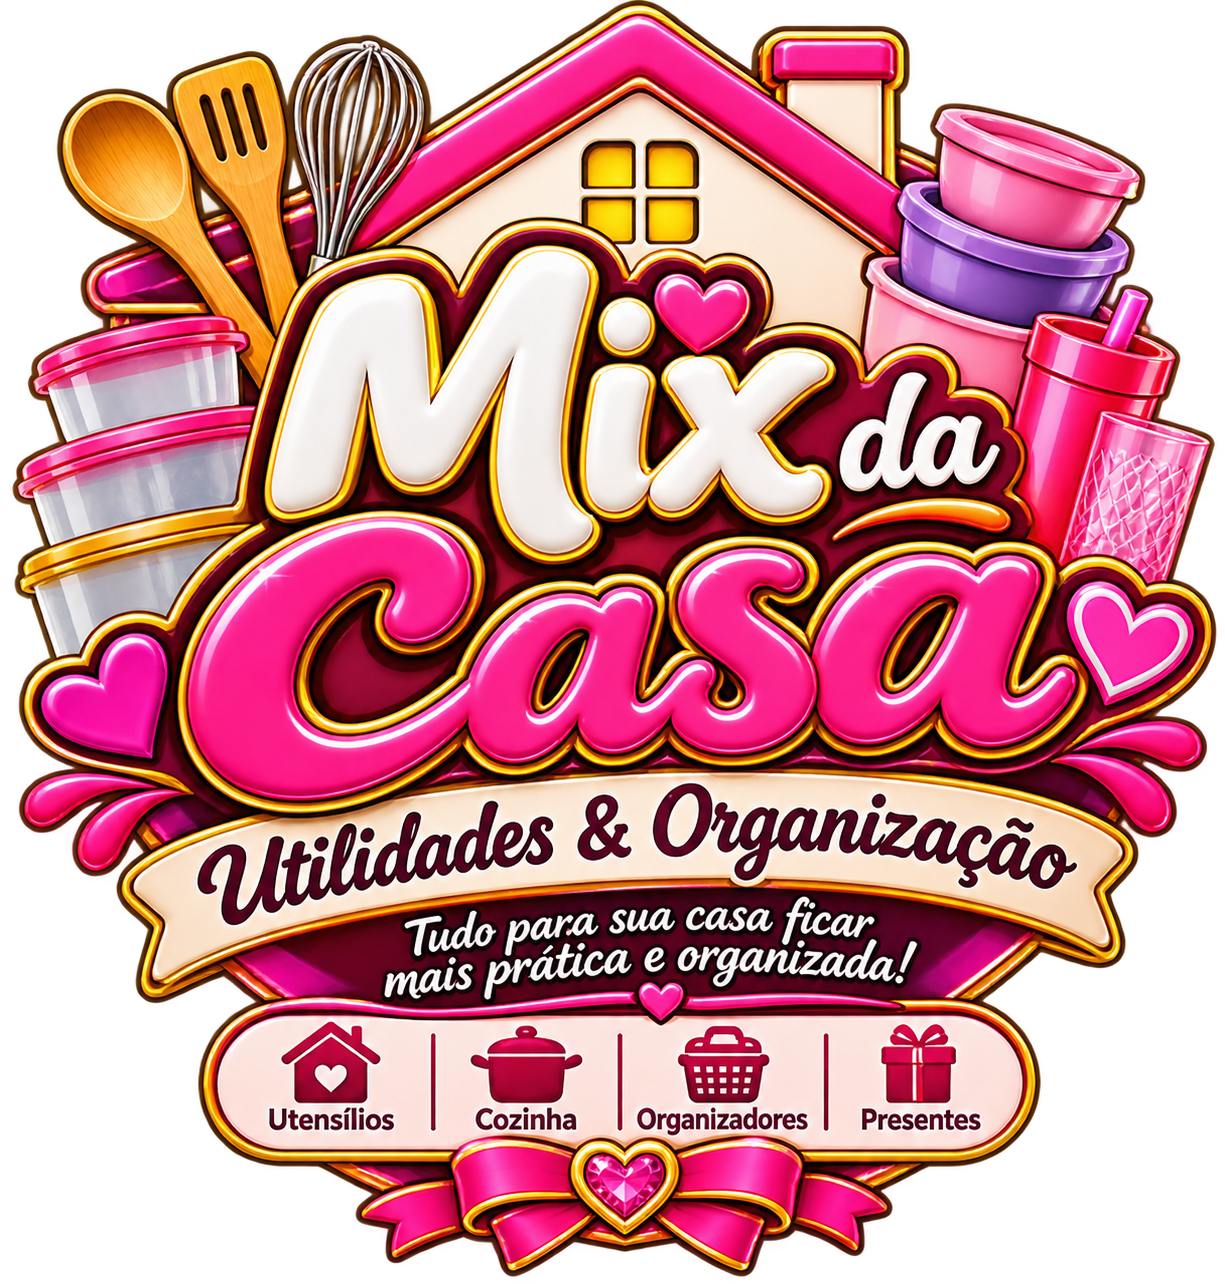 Mix da
Casa
Utilidades & Organização
Tudo para sua casa ficar
mais prática e organizada!
Utensílios
Cozinha
Organizadores
Presentes